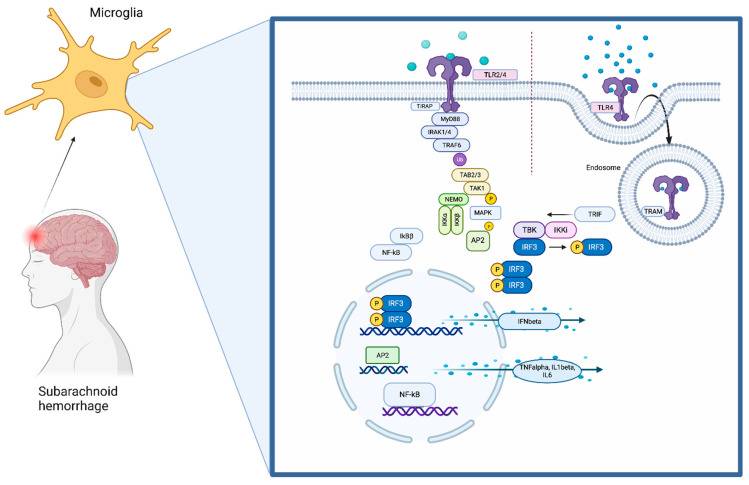 Microglia
TLR2/4
TIRAP
MyD88
IRAK1/4
TRAF6
UB
TAB2/3
TAK1
NEMO
P
IKKα
IKKβ
MAPK
P
AP2
IkBβ
NF-kB
TLR4
Endosome
TRAM
TRIF
TBK
IKKi
IRF3
P
IRF3
P
IRF3
P
IRF3
P
IRF3
P
IRF3
IFNbeta
AP2
TNFalpha, IL1beta,
IL6
NF-kB
Subarachnoid
hemorrhage